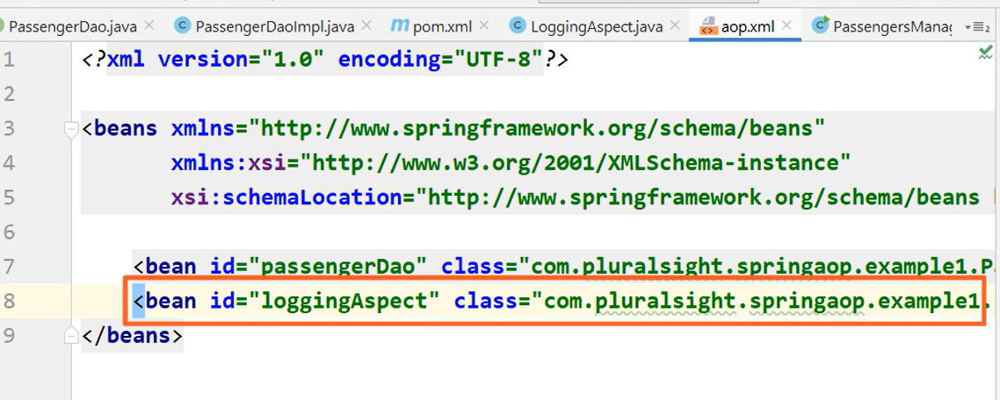 PassengerDao.java PassengerDaoImpl.java pom.xml LoggingAspect.java aop.xml PassengersManag
1 <?xml version="1.0" encoding="UTF-8"?>
2
3 <beans xmlns="http://www.springframework.org/schema/beans"
4 xmlns:xsi="http://www.w3.org/2001/XMLSchema-instance"
5 xsi:schemaLocation="http://www.springframework.org/schema/beans
6
7 <bean id="passengerDao" class="com.pluralsight.springaop.example1.P
8 <bean id="loggingAspect" class="com.pluralsight.springaop.example1.
9 </beans>